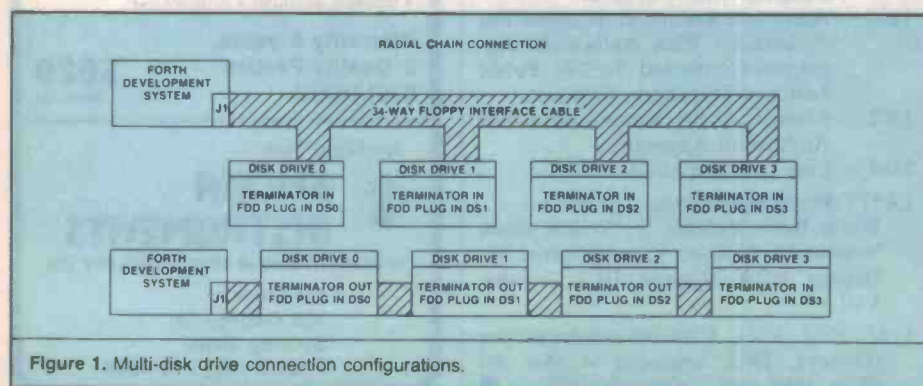 RADIAL CHAIN CONNECTION
FORTH
DEVELOPMENT
SYSTEM
J1
34-WAY FLOPPY INTERFACE CABLE
DISK DRIVE 0
TERMINATOR IN
FDD PLUG IN DS0
DISK DRIVE 1
TERMINATOR IN
FDD PLUG IN DS1
DISK DRIVE 2
TERMINATOR IN
FDD PLUG IN DS2
DISK DRIVE 3
TERMINATOR IN
FDD PLUG IN DS3
FORTH
DEVELOPMENT
SYSTEM
J1
DISK DRIVE 0
TERMINATOR OUT
FDD PLUG IN DS0
DISK DRIVE 1
TERMINATOR OUT
FDD PLUG IN DS1
DISK DRIVE 2
TERMINATOR OUT
FDD PLUG IN DS2
DISK DRIVE 3
TERMINATOR IN
FDD PLUG IN DS3
Figure 1. Multi-disk drive connection configurations.